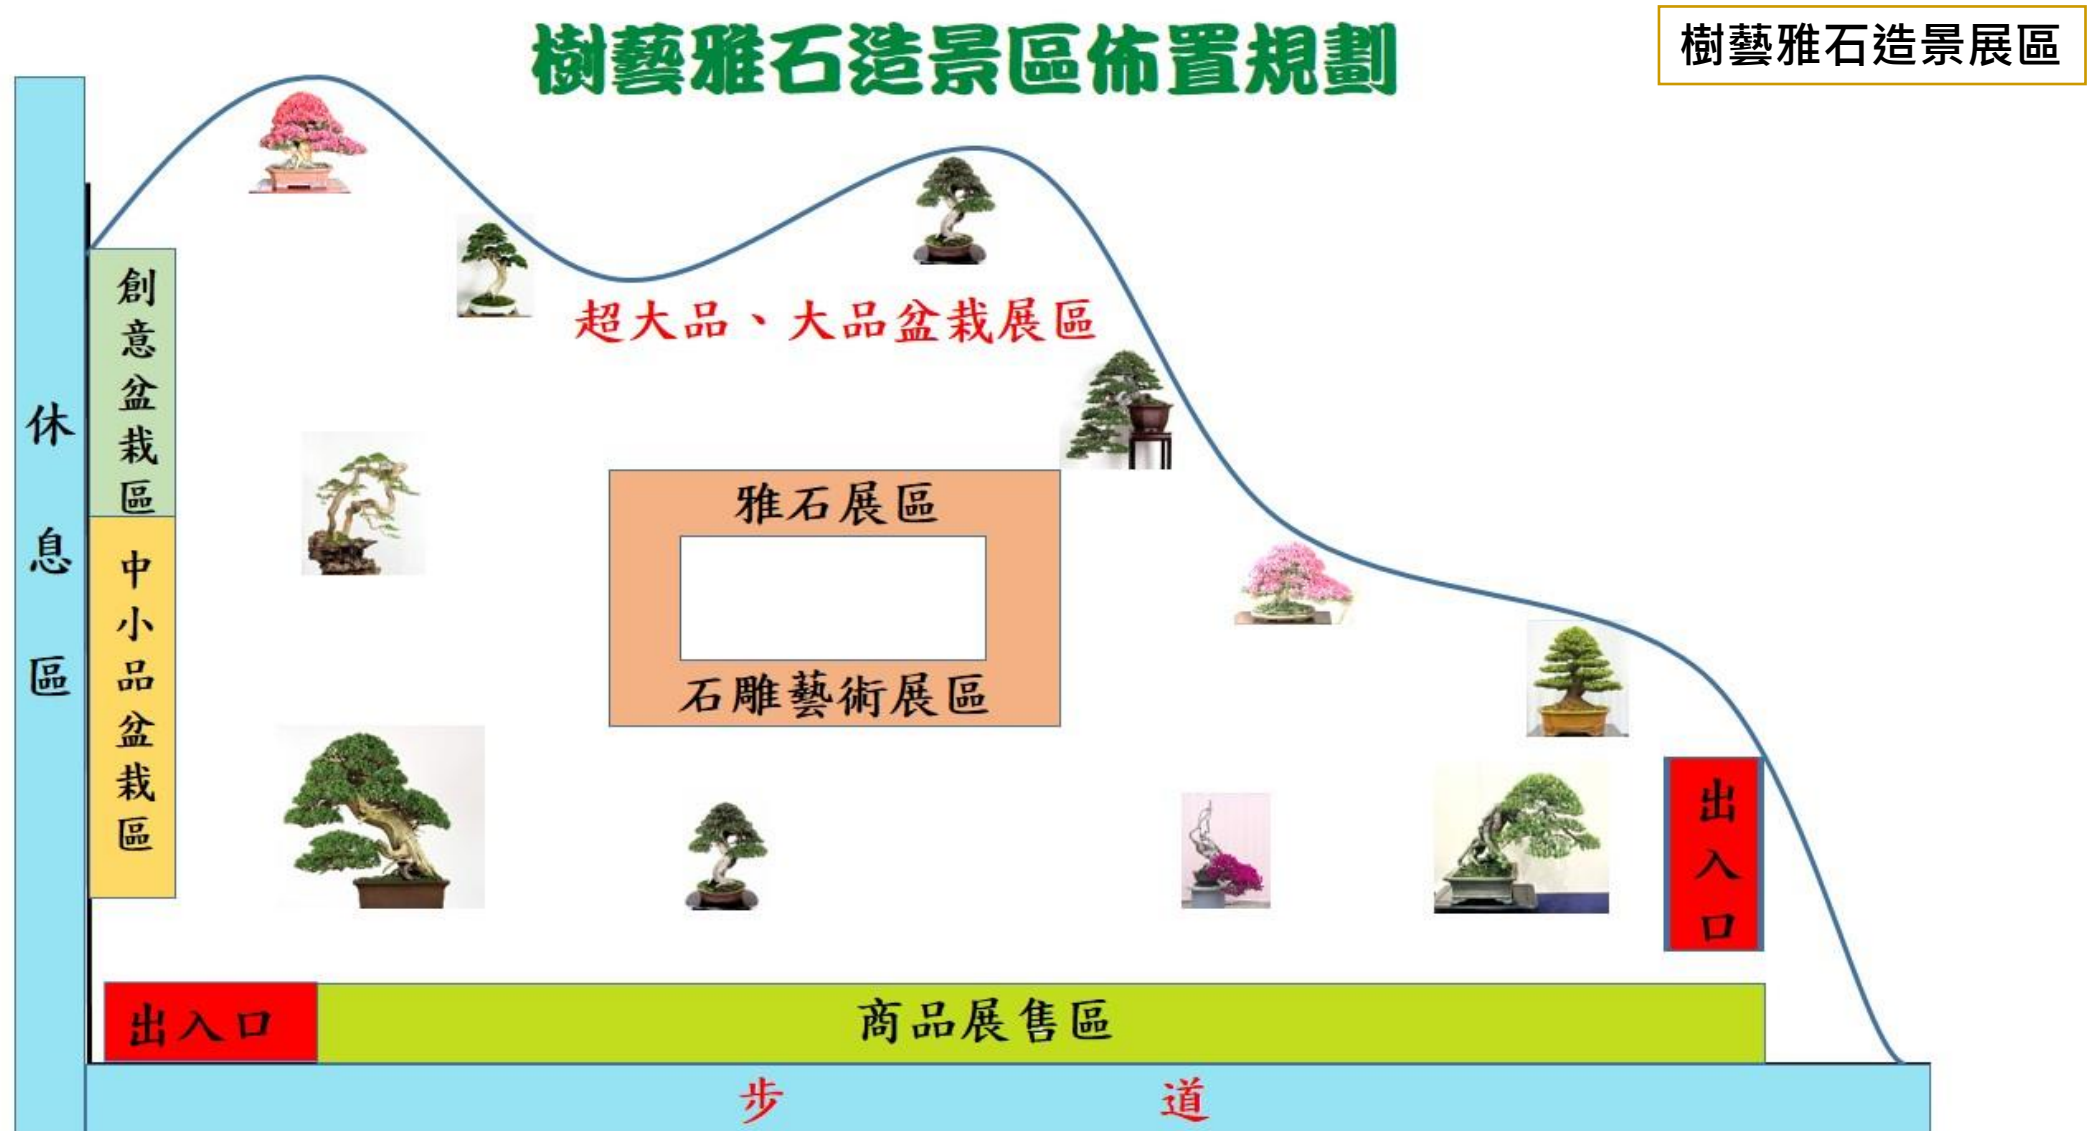 樹藝雅石造景區佈置規劃
樹藝雅石造景展區
休息區
創意盆栽區
中小品盆栽區
超大品、大品盆栽展區
雅石展區
石雕藝術展區
出入口
出入口
商品展售區
步道